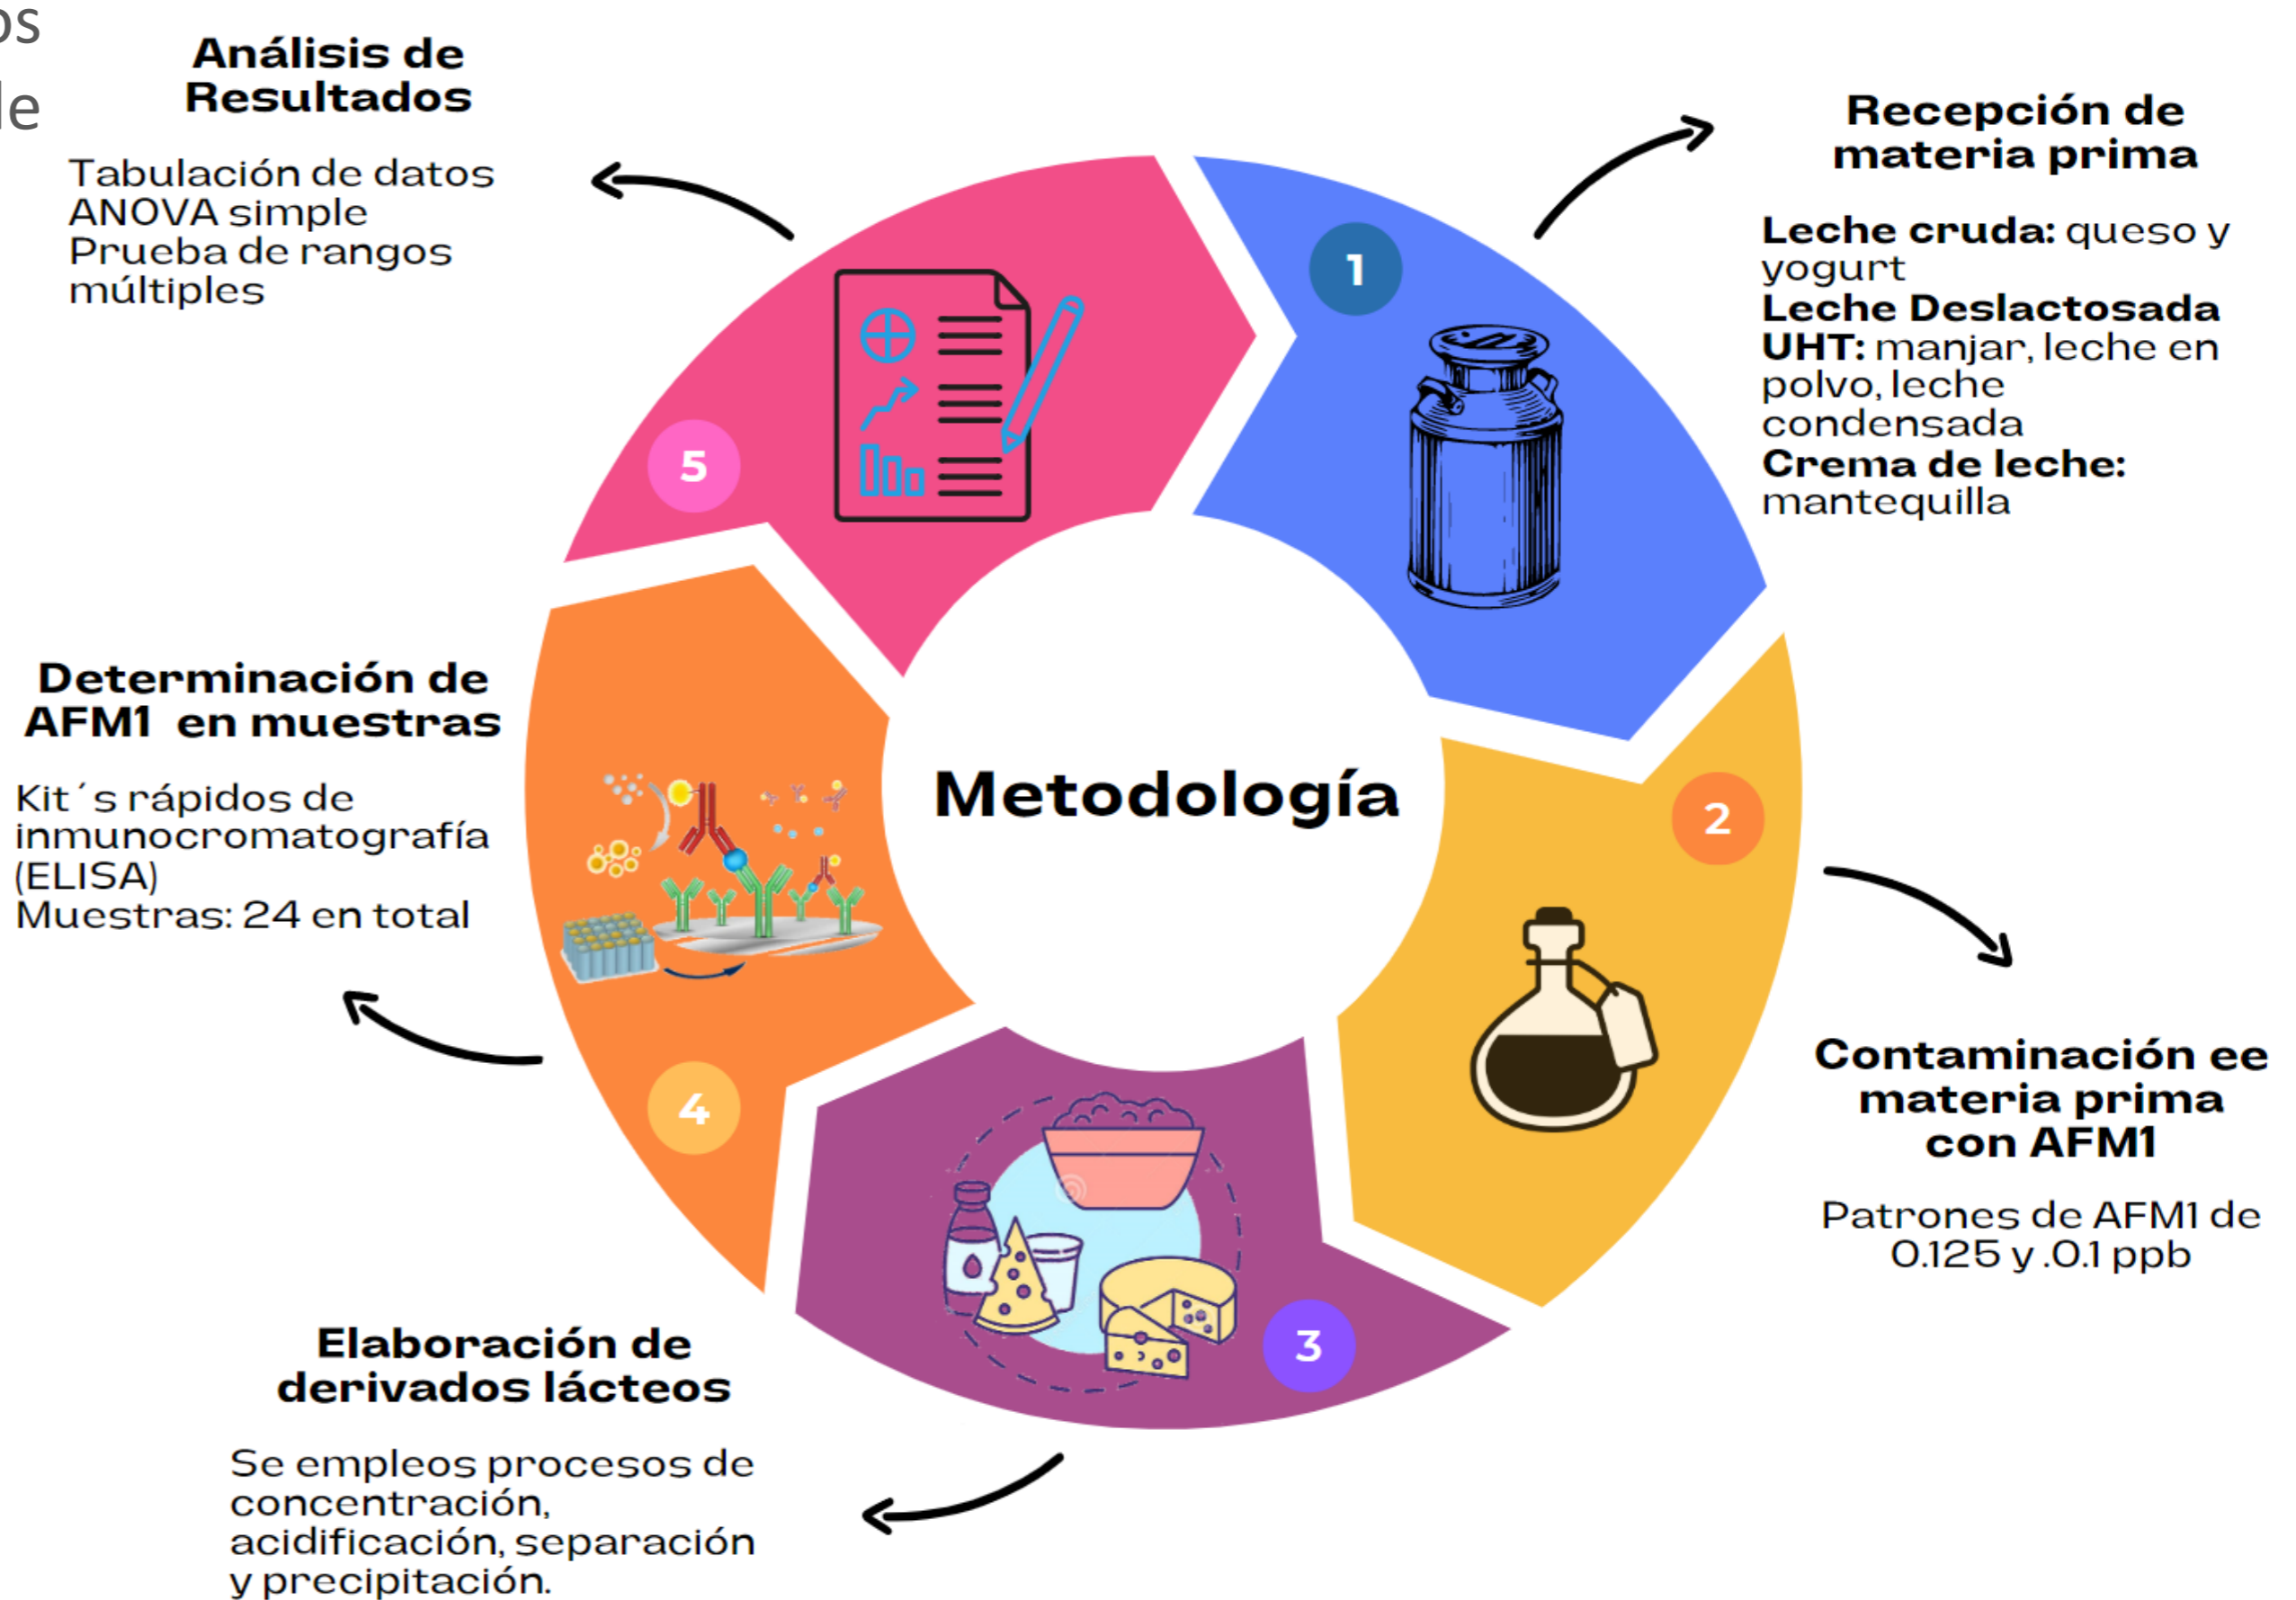 Análisis de
Resultados
Tabulación de datos
ANOVA simple
Prueba de rangos
múltiples
1
Recepción de
materia prima
Leche cruda: queso y
yogurt
Leche Deslactosada
UHT: manjar, leche en
polvo, leche
condensada
Crema de leche:
mantequilla
5
Determinación de
AFM1 en muestras
Kit´s rápidos de
inmunocromatografía
(ELISA)
Muestras: 24 en total
Metodología
2
Contaminación ee
materia prima
con AFM1
Patrones de AFM1 de
0.125 y .0.1 ppb
4
3
Elaboración de
derivados lácteos
Se empleos procesos de
concentración,
acidificación, separación
y precipitación.